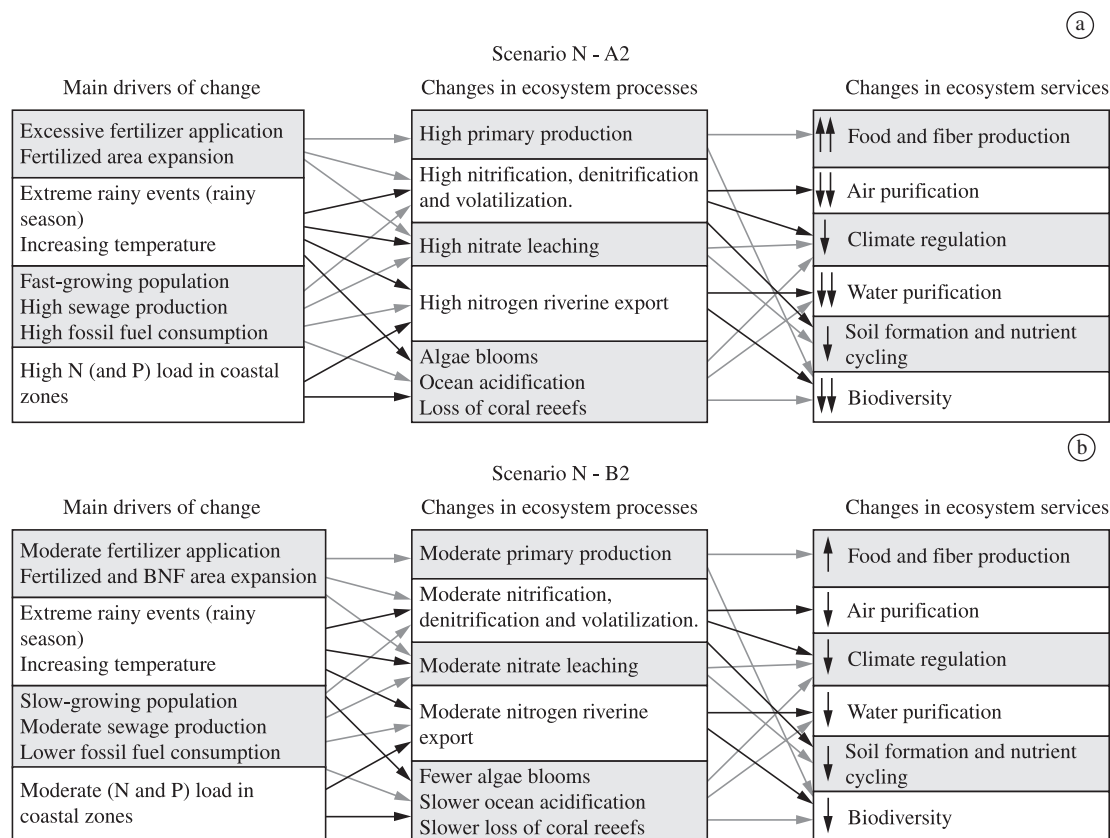 a
Scenario N - A2
Main drivers of change
Changes in ecosystem processes
Changes in ecosystem services
Excessive fertilizer application
Fertilized area expansion
Extreme rainy events (rainy
season)
Increasing temperature
Fast-growing population
High sewage production
High fossil fuel consumption
High N (and P) load in coastal
zones
High primary production
High nitrification, denitrification
and volatilization.
High nitrate leaching
High nitrogen riverine export
Algae blooms
Ocean acidification
Loss of coral reeefs
Food and fiber production
Air purification
Climate regulation
Water purification
Soil formation and nutrient
cycling
Biodiversity
b
Scenario N - B2
Main drivers of change
Changes in ecosystem processes
Changes in ecosystem services
Moderate fertilizer application
Fertilized and BNF area expansion
Extreme rainy events (rainy
season)
Increasing temperature
Slow-growing population
Moderate sewage production
Lower fossil fuel consumption
Moderate (N and P) load in
coastal zones
Moderate primary production
Moderate nitrification,
denitrification and volatilization.
Moderate nitrate leaching
Moderate nitrogen riverine
export
Fewer algae blooms
Slower ocean acidification
Slower loss of coral reeefs
Food and fiber production
Air purification
Climate regulation
Water purification
Soil formation and nutrient
cycling
Biodiversity